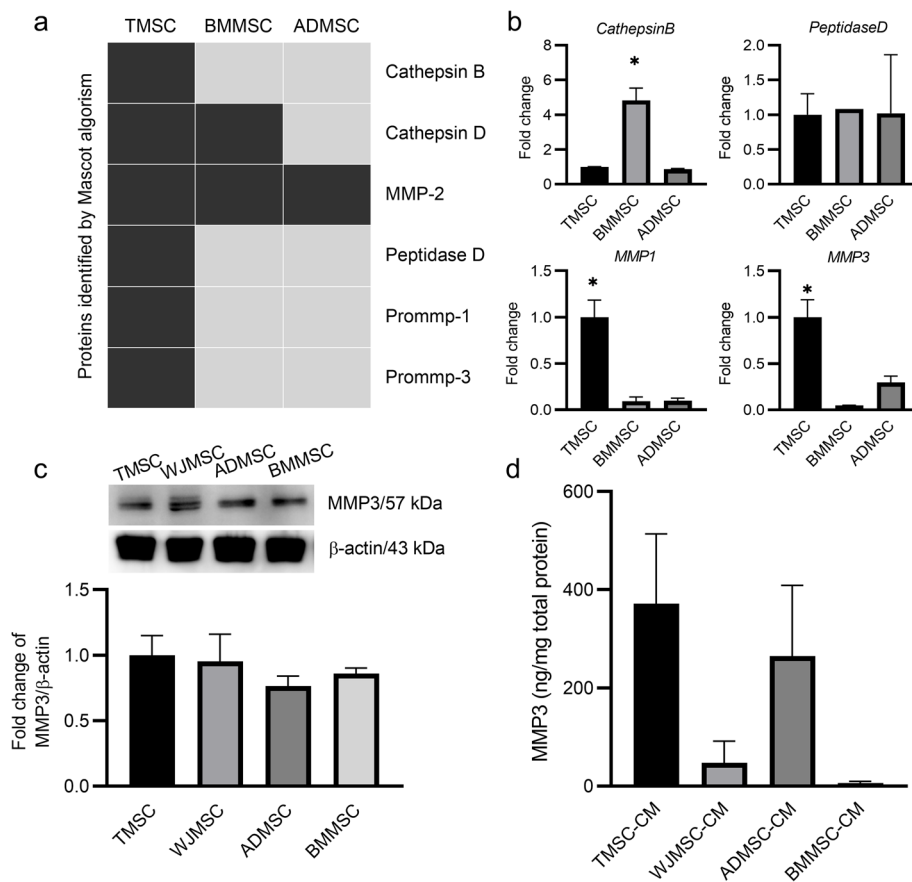 a
TMSC BMMSC ADMSC
Proteins identified by Mascot algorism
Cathepsin B
Cathepsin D
MMP-2
Peptidase D
Prommp-1
Prommp-3
b
CathepsinB
Fold change
8
6
4
2
0
*
TMSC
BMMSC
ADMSC
PeptidaseD
Fold change
2.0
1.5
1.0
0.5
0.0
TMSC
BMMSC
ADMSC
MMP1
Fold change
1.5
1.0
0.5
0.0
*
TMSC
BMMSC
ADMSC
MMP3
Fold change
1.5
1.0
0.5
0.0
*
TMSC
BMMSC
ADMSC
c
TMSC
WJMSC
ADMSC
BMMSC
MMP3/57 kDa
β-actin/43 kDa
Fold change of
MMP3/β-actin
1.5
1.0
0.5
0.0
TMSC
WJMSC
ADMSC
BMMSC
d
MMP3 (ng/mg total protein)
600
400
200
0
TMSC-CM
WJMSC-CM
ADMSC-CM
BMMSC-CM